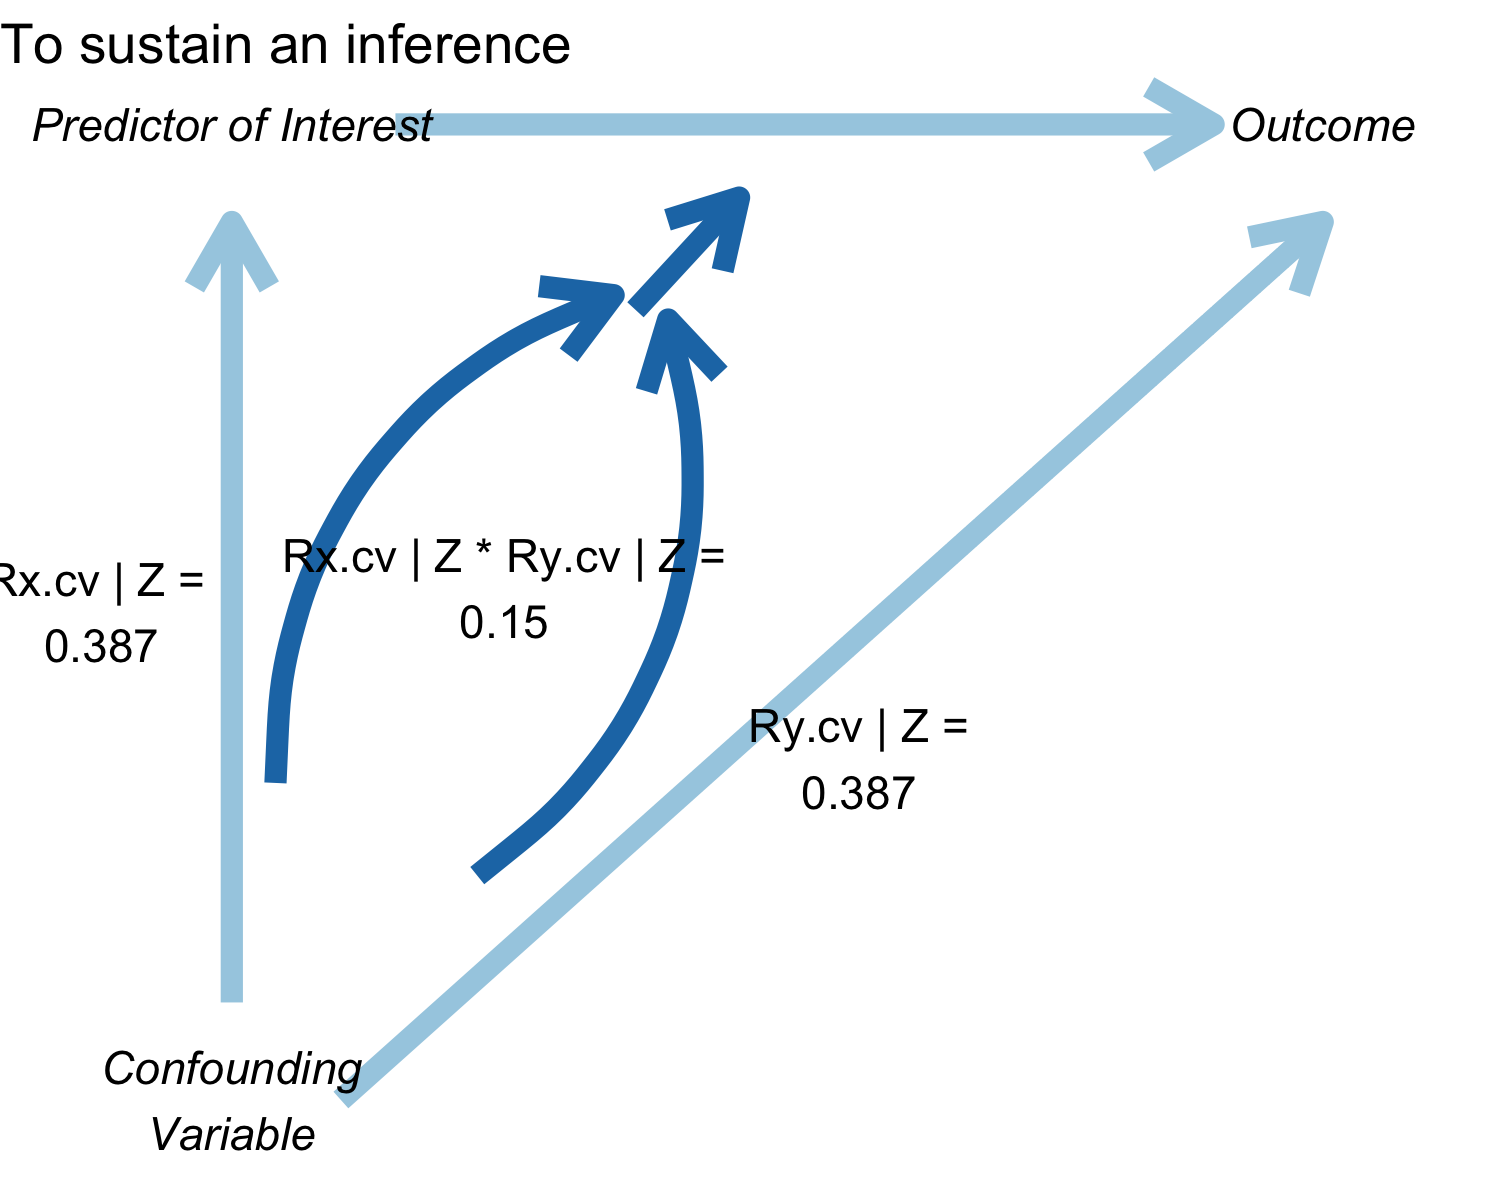 To sustain an inference
Predictor of Interest
Outcome
Rx.cv | Z * Ry.cv | Z =
0.15
Rx.cv | Z =
0.387
Ry.cv | Z =
0.387
Confounding
Variable